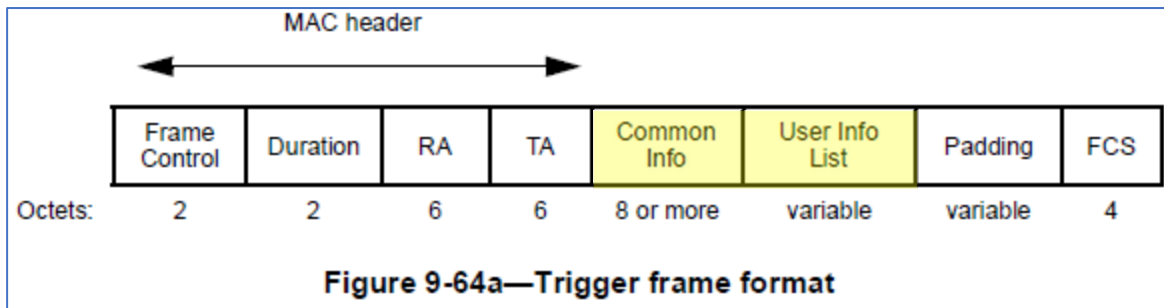 MAC header
Frame Control
Duration
RA
TA
Common Info
User Info List
Padding
FCS
Octets: 2 2 6 6 8 or more variable variable 4
Figure 9-64a—Trigger frame format